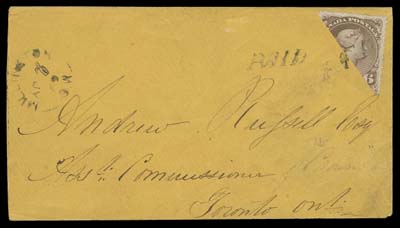 CANADA POSTAGE
PAID
Andrew Russell Esq
Asst. Commissioner
Toronto Ont.